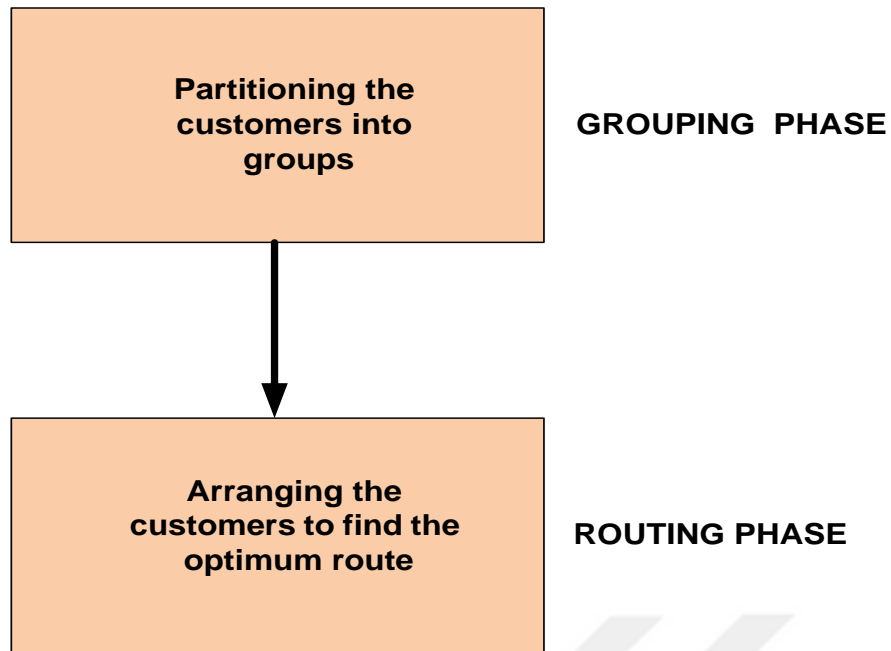 Partitioning the
customers into
groups
GROUPING PHASE
Arranging the
customers to find the
optimum route
ROUTING PHASE